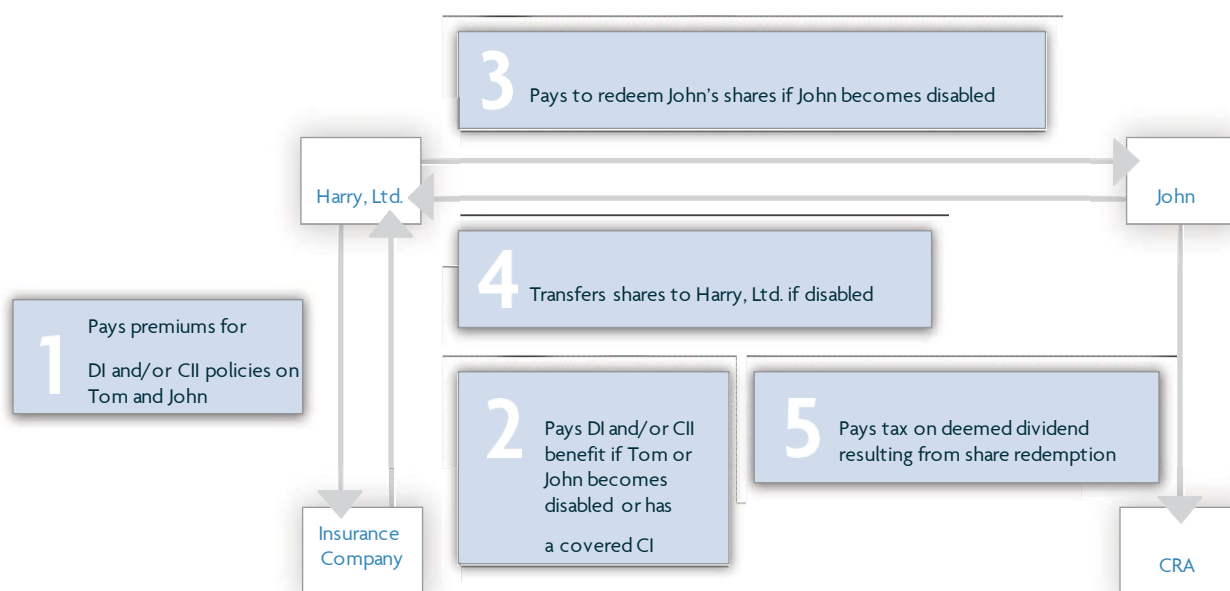 3
Pays to redeem John’s shares if John becomes disabled
Harry, Ltd.
John
4
Transfers shares to Harry, Ltd. if disabled
1
Pays premiums for
DI and/or CII policies on
Tom and John
2
Pays DI and/or CII
benefit if Tom or
John becomes
disabled or has
a covered CI
5
Pays tax on deemed dividend
resulting from share redemption
Insurance
Company
CRA